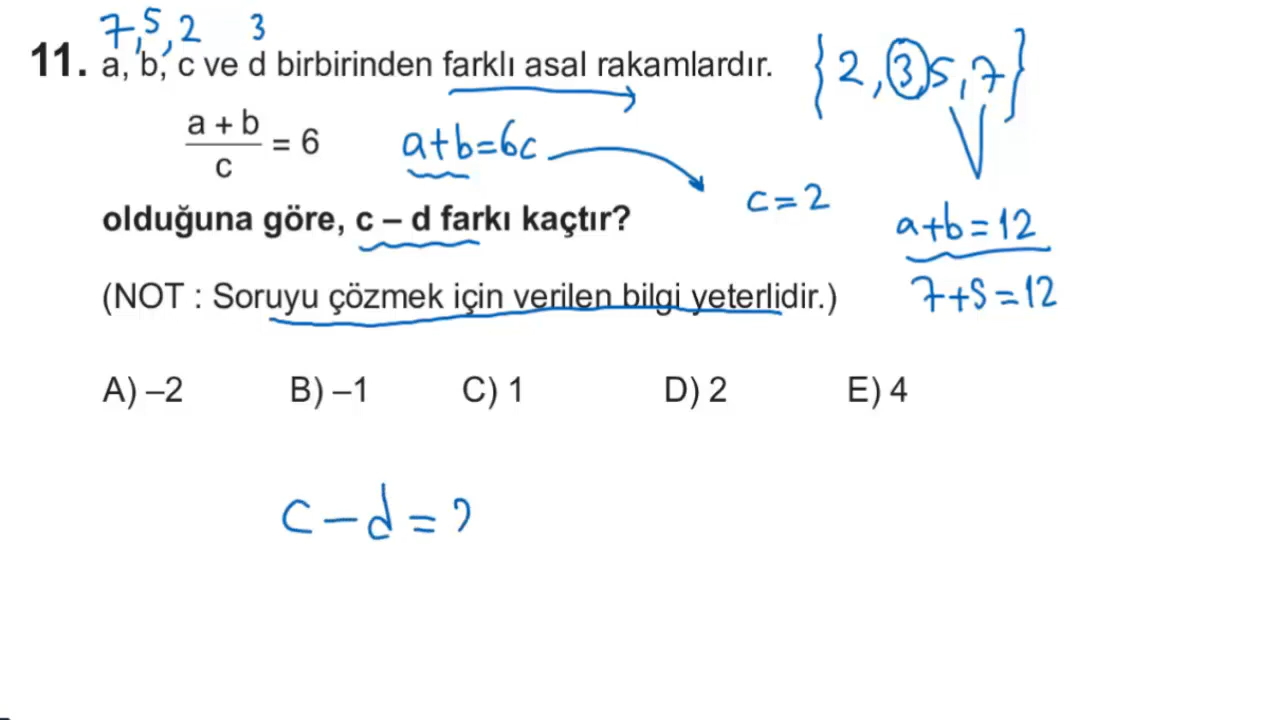 7, 5, 2 3
11. a, b, c ve d birbirinden farklı asal rakamlardır. {2, 3, 5, 7}
a + b / c = 6 a+b=6c
c=2 a+b=12
olduğuna göre, c – d farkı kaçtır?
7+5=12
(NOT : Soruyu çözmek için verilen bilgi yeterlidir.)
A) –2 B) –1 C) 1 D) 2 E) 4
c-d=2